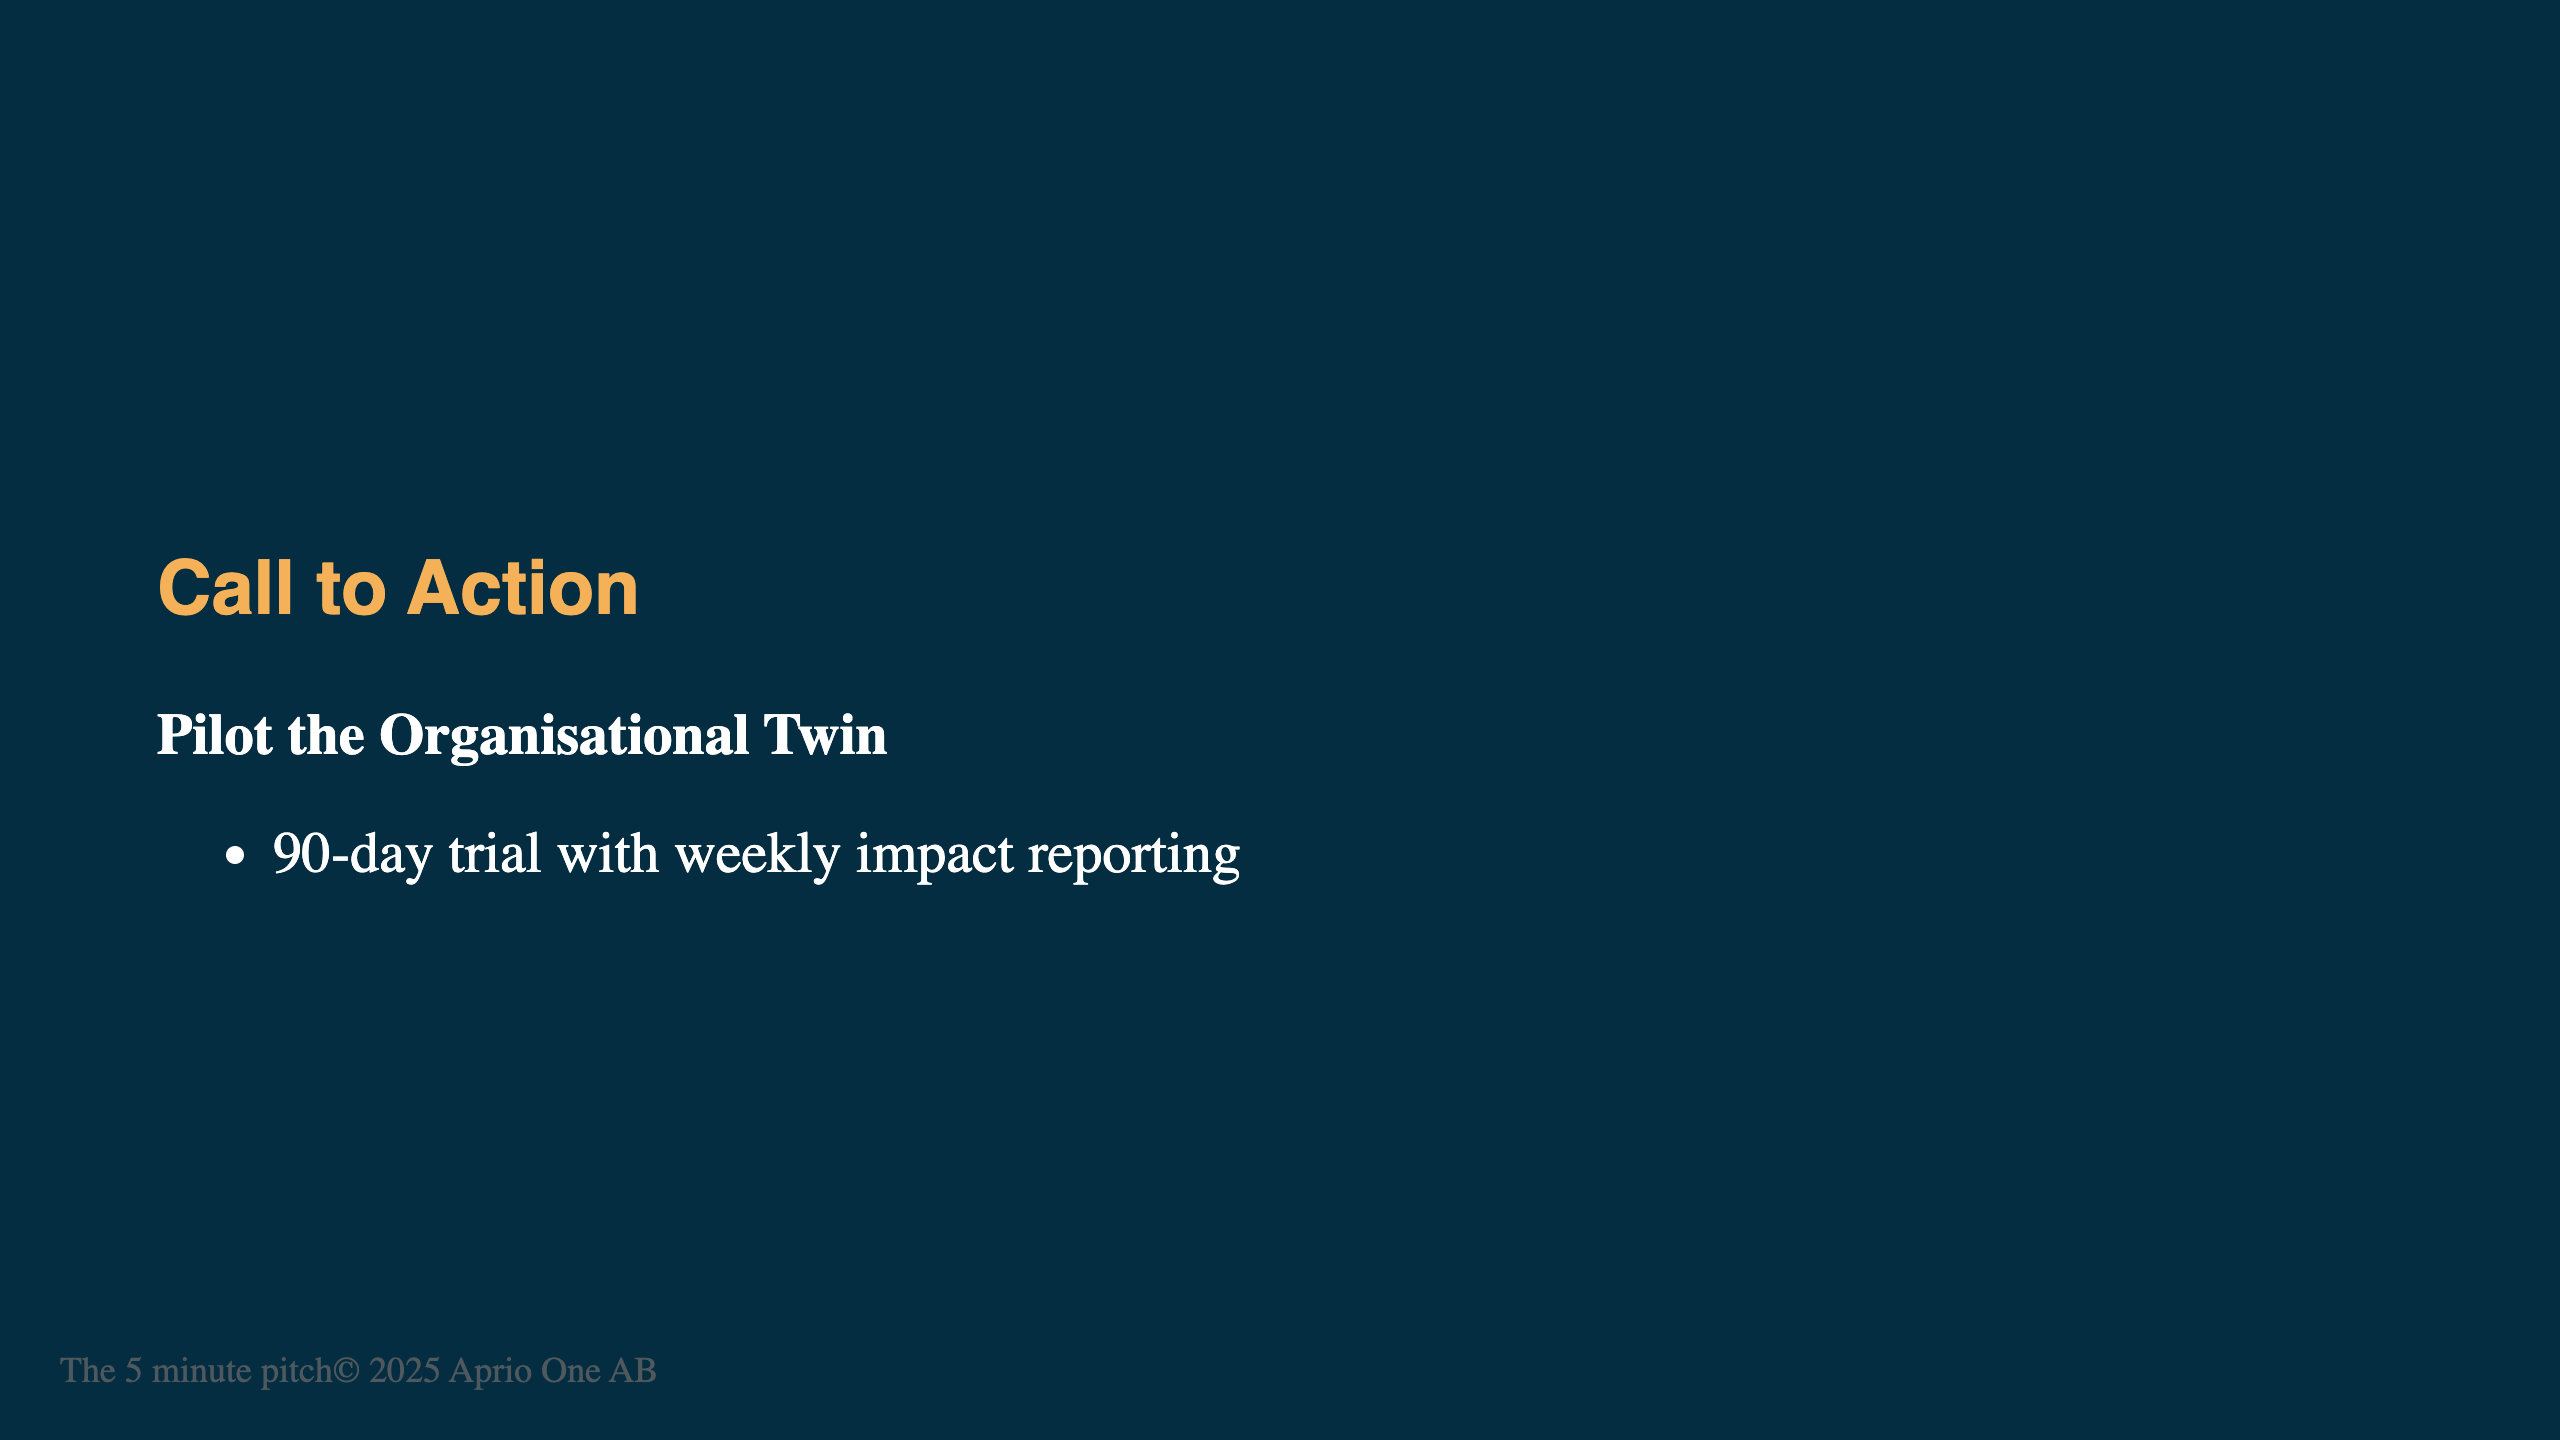 Call to Action
Pilot the Organisational Twin
• 90-day trial with weekly impact reporting
The 5 minute pitch© 2025 Aprio One AB